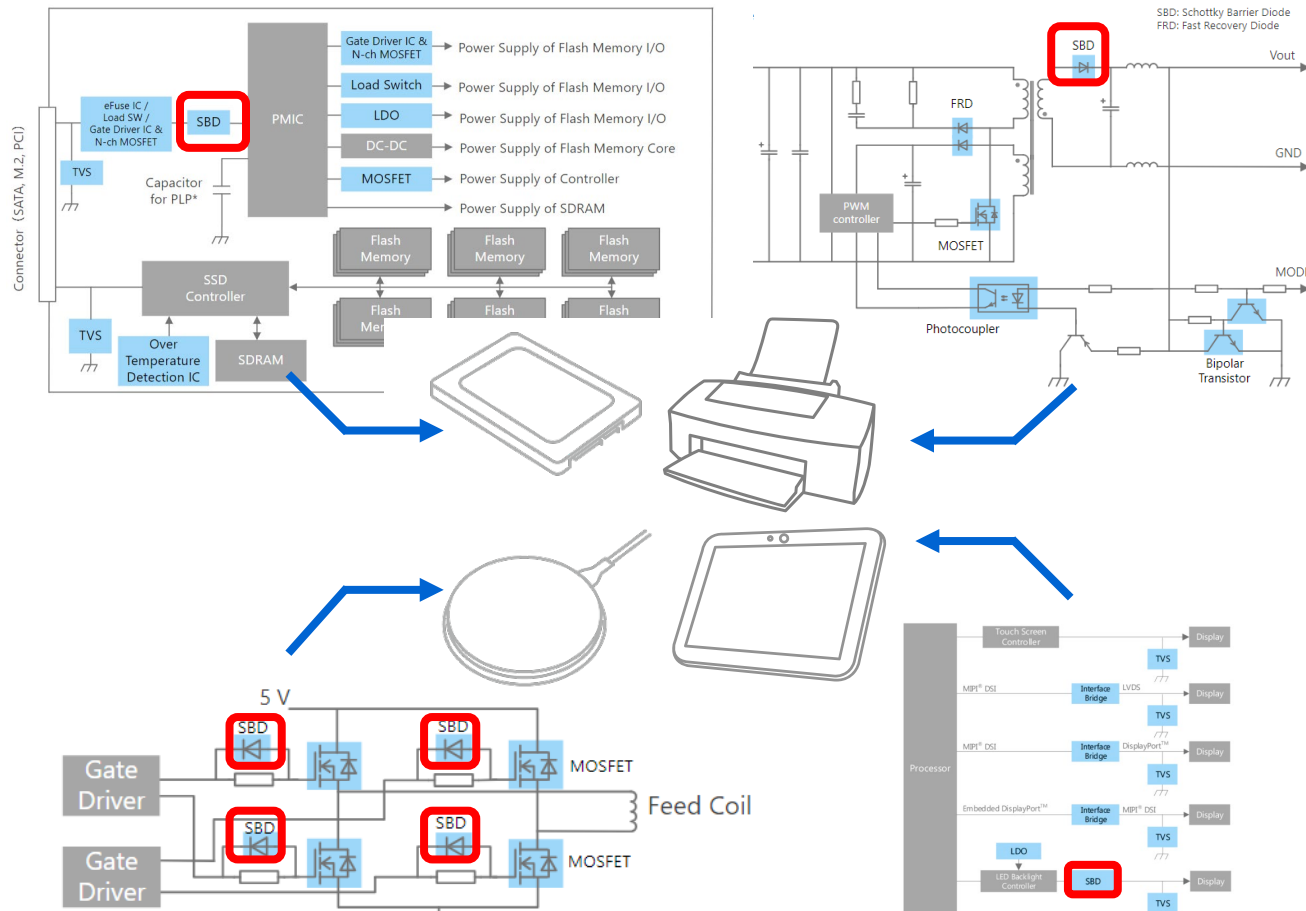 Connector (SATA, M.2, PCI)
eFuse IC /
Load SW /
Gate Driver IC &
N-ch MOSFET
TVS
SBD
PMIC
Capacitor
for PLP*
Gate Driver IC &
N-ch MOSFET
Power Supply of Flash Memory I/O
Load Switch
Power Supply of Flash Memory I/O
LDO
Power Supply of Flash Memory I/O
DC-DC
Power Supply of Flash Memory Core
MOSFET
Power Supply of Controller
Power Supply of SDRAM
Flash
Memory
Flash
Memory
Flash
Memory
SSD
Controller
Flash
Flash
Flash
TVS
Over
Temperature
Detection IC
SDRAM
SBD: Schottky Barrier Diode
FRD: Fast Recovery Diode
SBD
Vout
FRD
GND
PWM
controller
MOSFET
MOD
Photocoupler
Bipolar
Transistor
5 V
SBD
SBD
Gate
Driver
MOSFET
Feed Coil
SBD
SBD
Gate
Driver
MOSFET
Processor
Touch Screen
Controller
Display
TVS
MIPI® DSI
Interface
Bridge
LVDS
Display
TVS
MIPI® DSI
Interface
Bridge
DisplayPort™
Display
TVS
Embedded DisplayPort™
Interface
Bridge
MIPI® DSI
Display
TVS
LDO
LED Backlight
Controller
SBD
Display
TVS